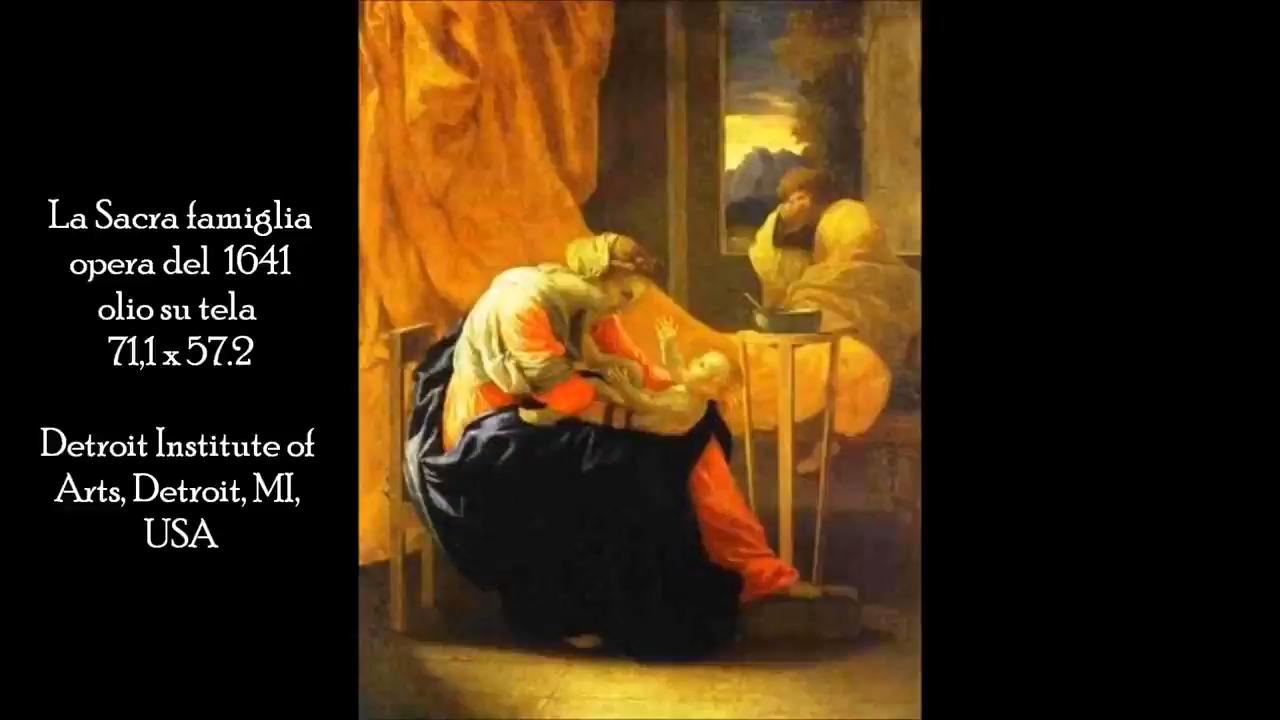 La Sacra famiglia
opera del 1641
olio su tela
71,1 x 57.2
Detroit Institute of
Arts, Detroit, MI,
USA